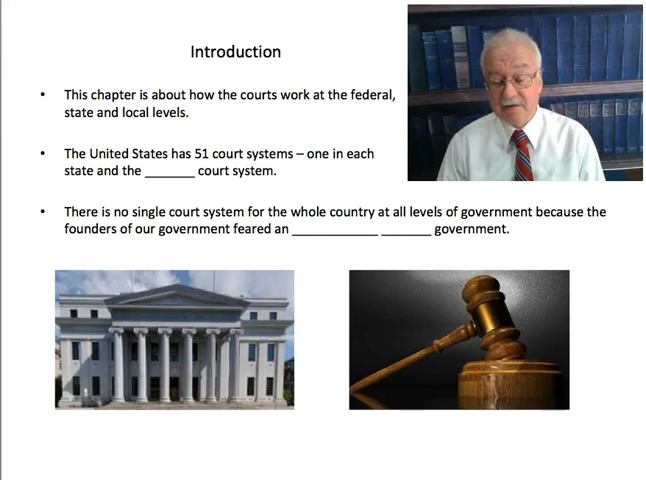 Introduction
• This chapter is about how the courts work at the federal,
state and local levels.
• The United States has 51 court systems – one in each
state and the _______ court system.
• There is no single court system for the whole country at all levels of government because the
founders of our government feared an ____________ _______ government.